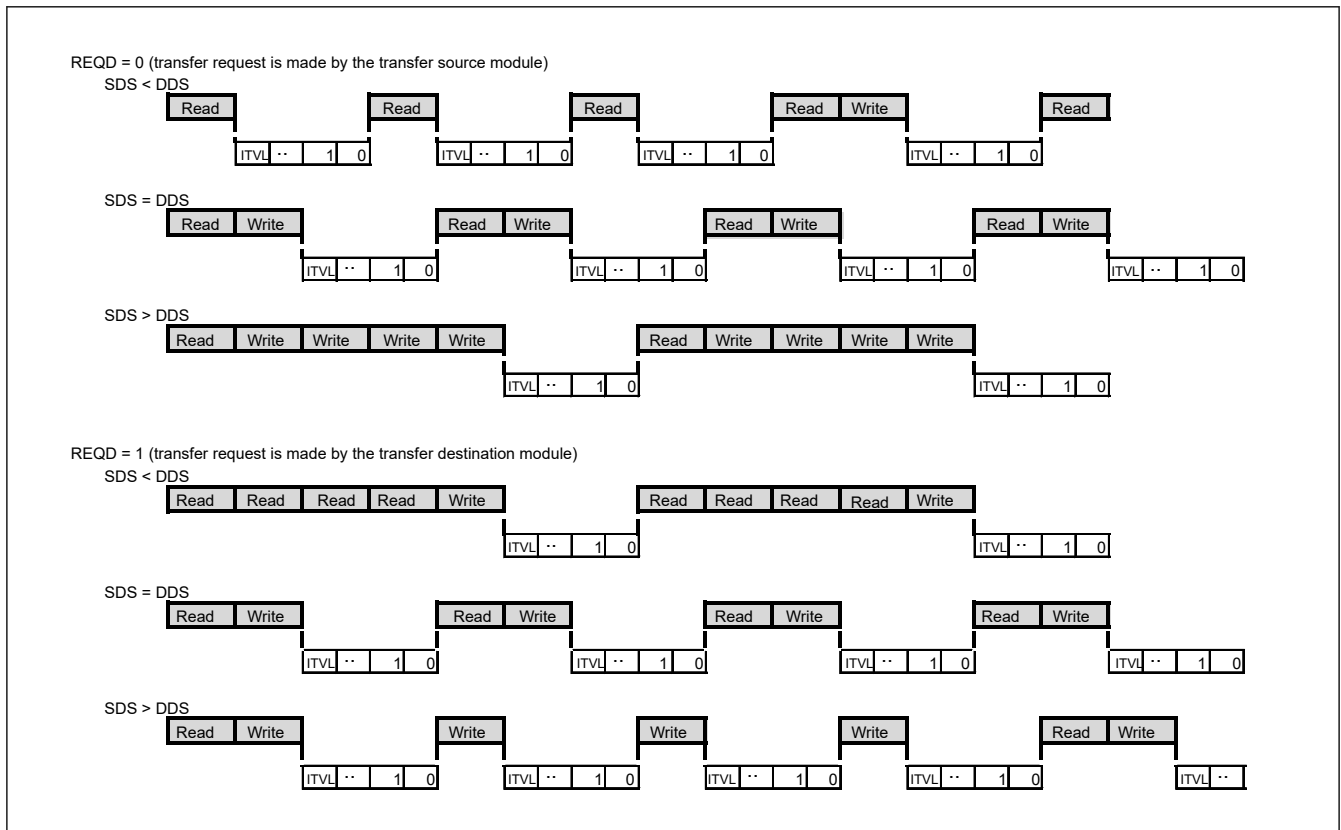 REQD = 0 (transfer request is made by the transfer source module)
SDS < DDS
Read Read Read Read Write Read
ITVL ·· 1 0 ITVL ·· 1 0 ITVL ·· 1 0 ITVL ·· 1 0
SDS = DDS
Read Write Read Write Read Write Read Write
ITVL ·· 1 0 ITVL ·· 1 0 ITVL ·· 1 0 ITVL ·· 1 0
SDS > DDS
Read Write Write Write Write Read Write Write Write Write
ITVL ·· 1 0 ITVL ·· 1 0
REQD = 1 (transfer request is made by the transfer destination module)
SDS < DDS
Read Read Read Read Write Read Read Read Read Write
ITVL ·· 1 0 ITVL ·· 1 0
SDS = DDS
Read Write Read Write Read Write Read Write
ITVL ·· 1 0 ITVL ·· 1 0 ITVL ·· 1 0 ITVL ·· 1 0
SDS > DDS
Read Write Write Write Write Read Write
ITVL ·· 1 0 ITVL ·· 1 0 ITVL ·· 1 0 ITVL ·· 1 0 ITVL ··